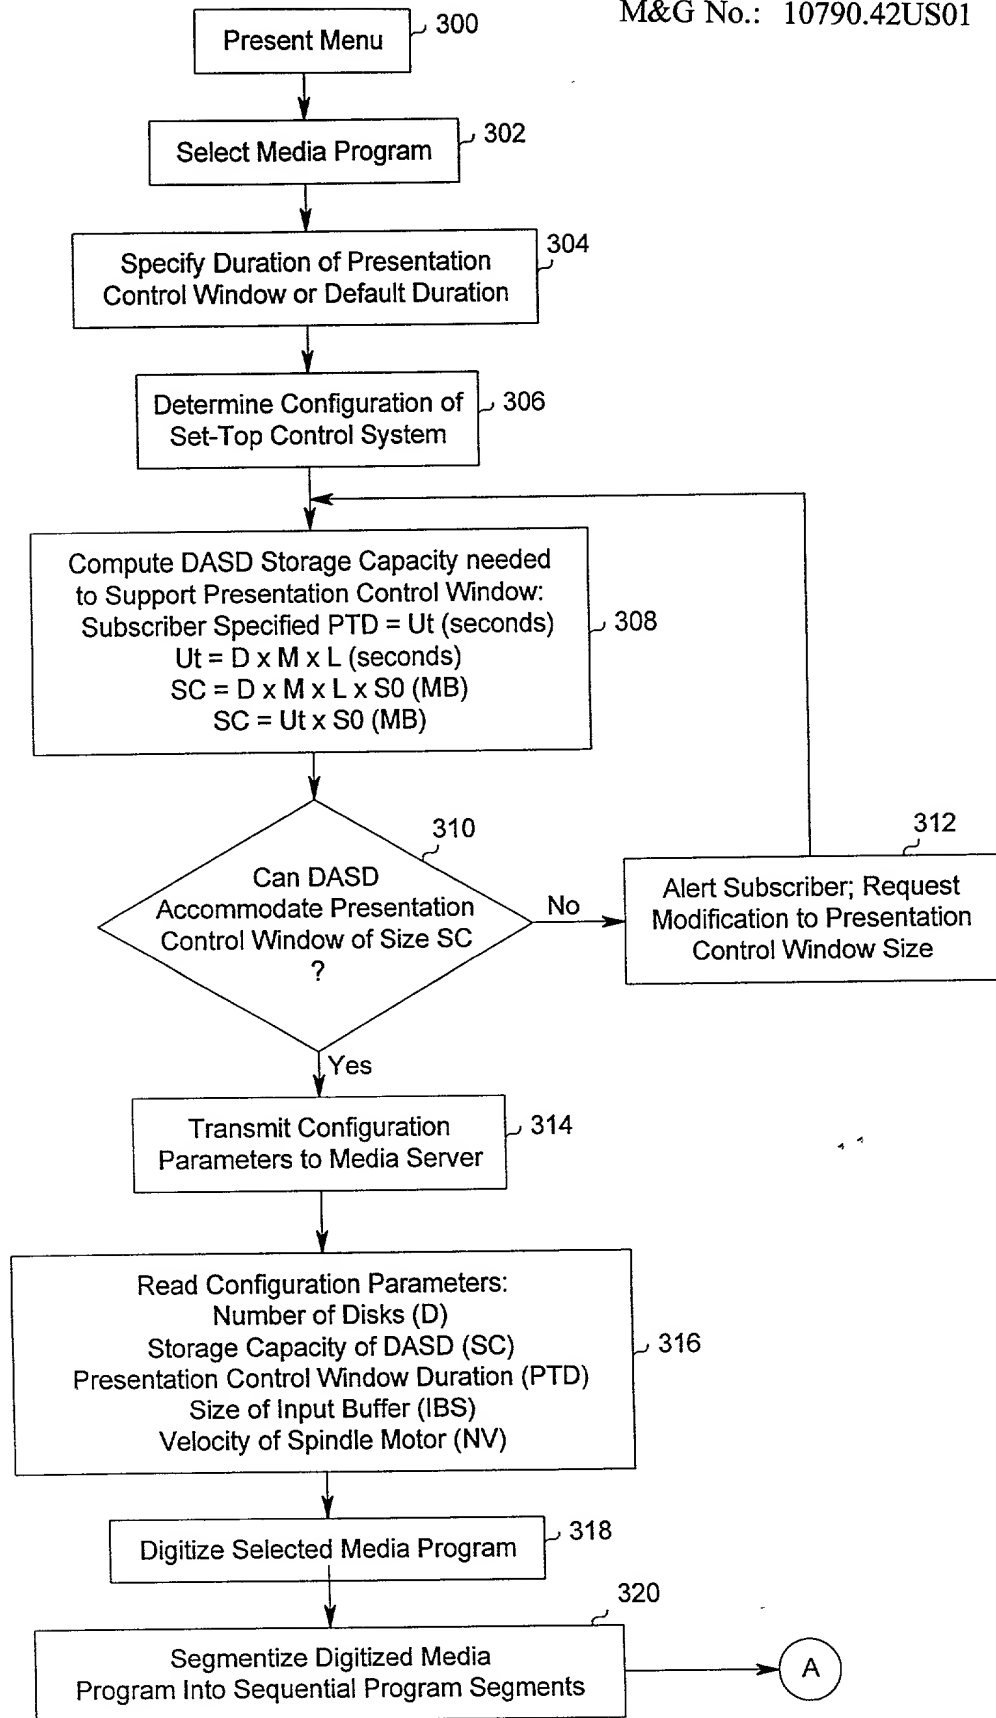 M&G No.: 10790.42US01
Present Menu
300
Select Media Program
302
Specify Duration of Presentation
Control Window or Default Duration
304
Determine Configuration of
Set-Top Control System
306
Compute DASD Storage Capacity needed
to Support Presentation Control Window:
Subscriber Specified PTD = Ut (seconds)
Ut = D x M x L (seconds)
SC = D x M x L x S0 (MB)
SC = Ut x S0 (MB)
308
310
Can DASD
Accommodate Presentation
Control Window of Size SC
?
No
312
Alert Subscriber; Request
Modification to Presentation
Control Window Size
Yes
Transmit Configuration
Parameters to Media Server
314
Read Configuration Parameters:
Number of Disks (D)
Storage Capacity of DASD (SC)
Presentation Control Window Duration (PTD)
Size of Input Buffer (IBS)
Velocity of Spindle Motor (NV)
316
Digitize Selected Media Program
318
320
Segmentize Digitized Media
Program Into Sequential Program Segments
A